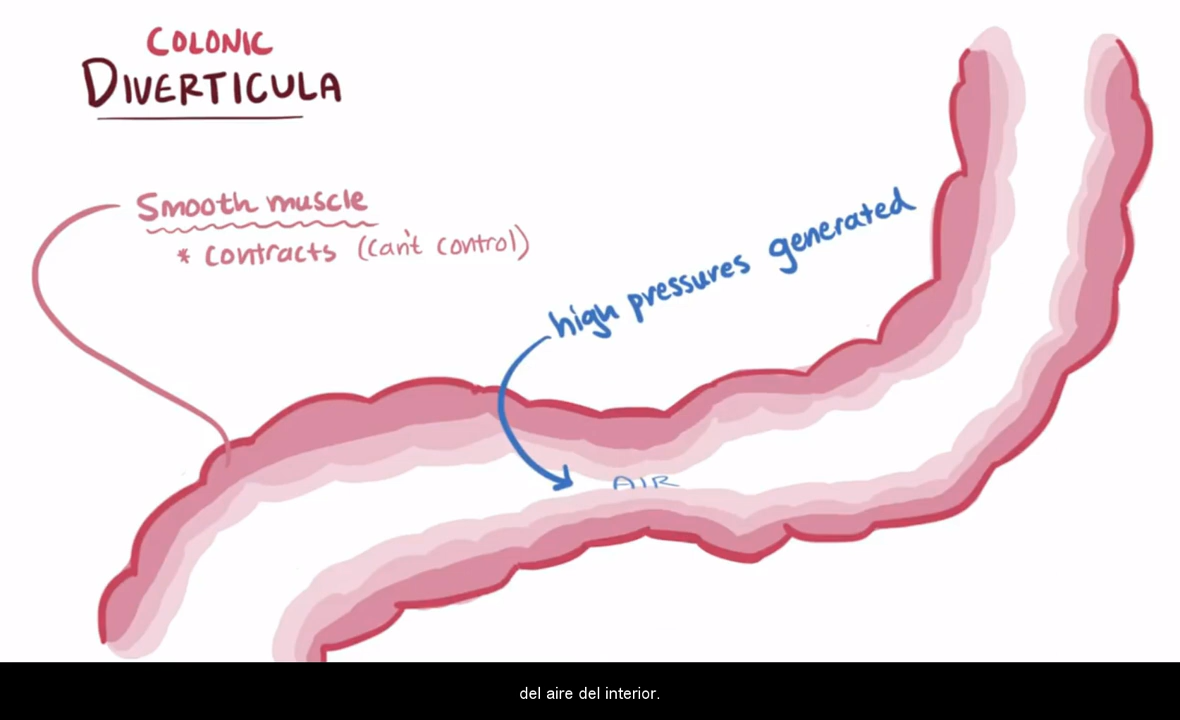 COLONIC
DIVERTICULA
Smooth muscle
* contracts (can't control)
high pressures generated
AIR
del aire del interior.